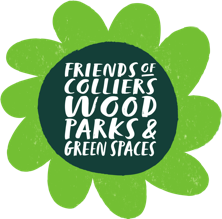 FRIENDS OF
COLLIERS
WOOD
PARKS &
GREEN SPACES